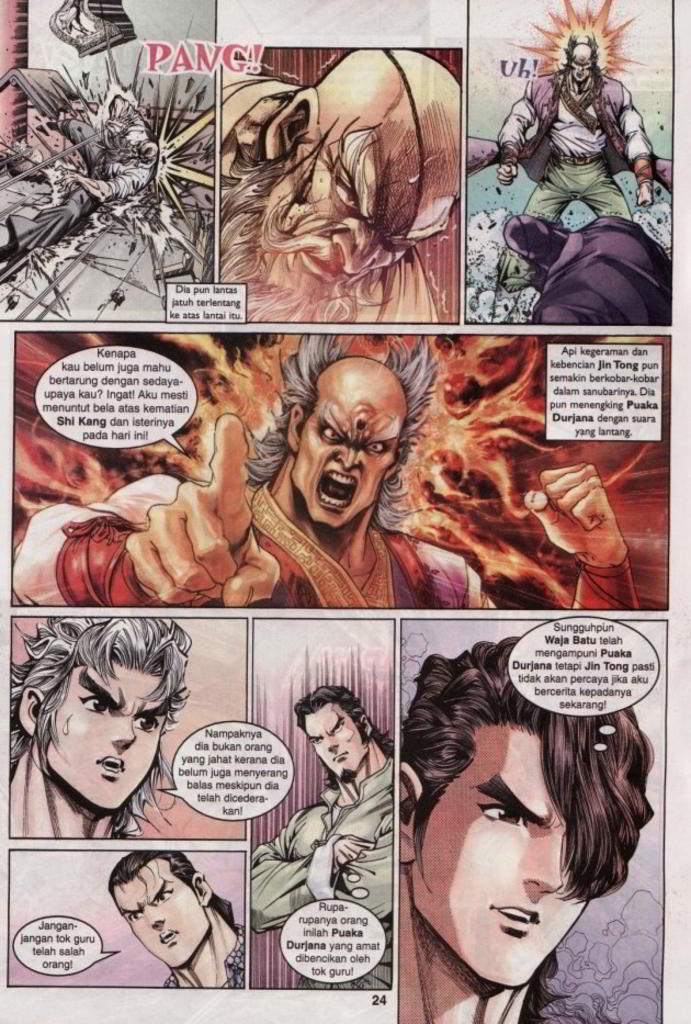 PANG!
Uh!
Dia pun lantas
jatuh terlentang
ke atas lantai itu.
Kenapa
kau belum juga mahu
bertarung dengan sedaya-
upaya kau? Ingat! Aku mesti
menuntut bela atas kematian
Shi Kang dan isterinya
pada hari ini!
Api kegeraman dan
kebencian Jin Tong pun
semakin berkobar-kobar
dalam sanubarinya. Dia
pun menengking Puaka
Durjana dengan suara
yang lantang.
Nampaknya
dia bukan orang
yang jahat kerana dia
belum juga menyerang
balas meskipun dia
telah dicedera-
kan!
Jangan-
jangan tok guru
telah salah
orang!
Rupa-
rupanya orang
inilah Puaka
Durjana yang amat
dibencikan oleh
tok guru!
Sungguhpun
Waja Batu telah
mengampuni Puaka
Durjana tetapi Jin Tong pasti
tidak akan percaya jika aku
bercerita kepadanya
sekarang!
24